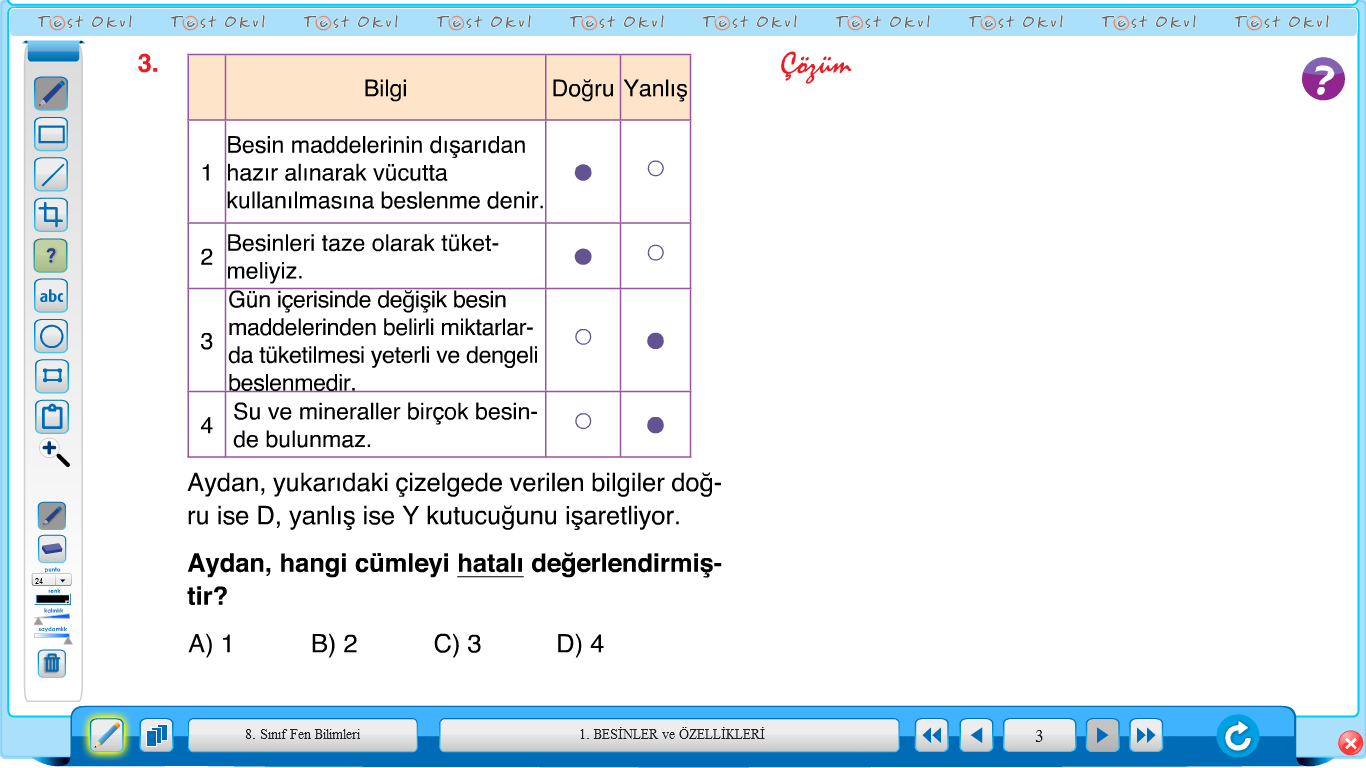 Test Okul Test Okul Test Okul Test Okul Test Okul Test Okul Test Okul Test Okul Test Okul Test Okul
3.
Çözüm
?
Bilgi Doğru Yanlış
1 Besin maddelerinin dışarıdan
hazır alınarak vücutta
kullanılmasına beslenme denir.
2 Besinleri taze olarak tüket-
meliyiz.
3 Gün içerisinde değişik besin
maddelerinden belirli miktarlar-
da tüketilmesi yeterli ve dengeli
beslenmedir.
4 Su ve mineraller birçok besin-
de bulunmaz.
Aydan, yukarıdaki çizelgede verilen bilgiler doğ-
ru ise D, yanlış ise Y kutucuğunu işaretliyor.
Aydan, hangi cümleyi hatalı değerlendirmiş-
tir?
A) 1 B) 2 C) 3 D) 4
?
abc
punto
24
renk
kalınlık
saydamlık
8. Sınıf Fen Bilimleri
1. BESİNLER ve ÖZELLİKLERİ
3